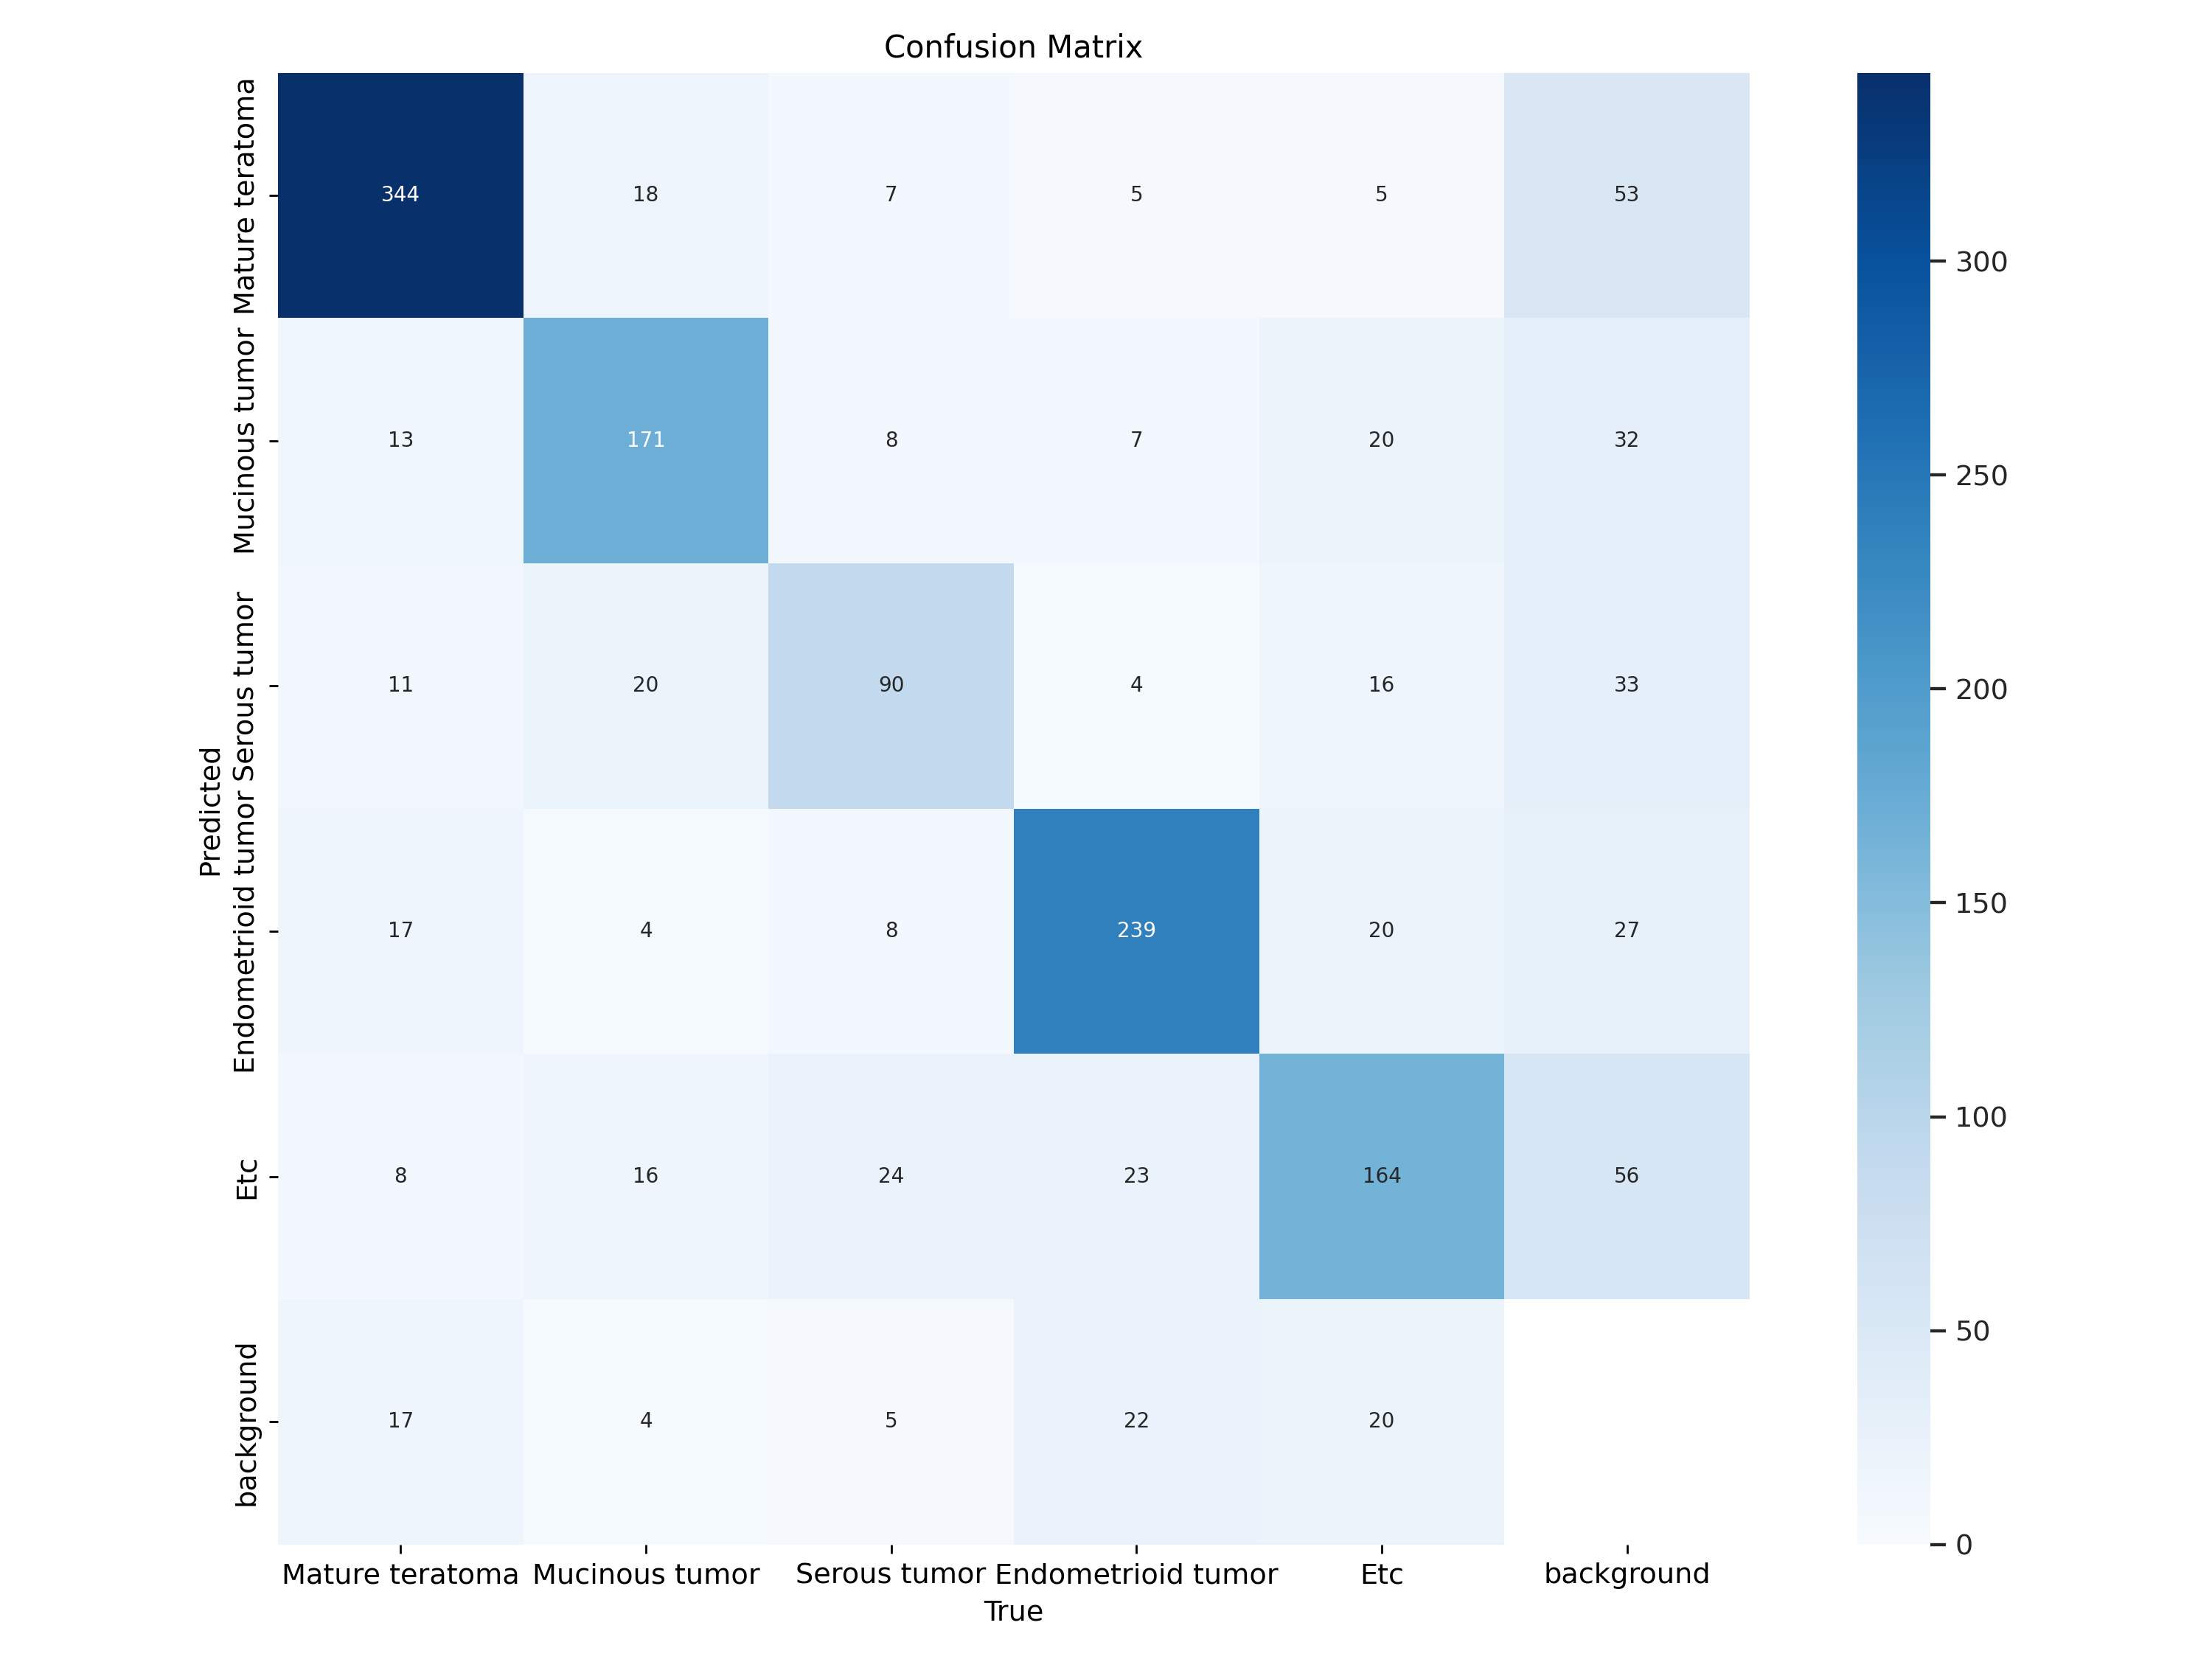 Confusion Matrix
Predicted
Mature teratoma 344 18 7 5 5 53
Mucinous tumor 13 171 8 7 20 32
Serous tumor 11 20 90 4 16 33
Endometrioid tumor 17 4 8 239 20 27
Etc 8 16 24 23 164 56
background 17 4 5 22 20
Mature teratoma Mucinous tumor Serous tumor Endometrioid tumor Etc background
True
300
250
200
150
100
50
0